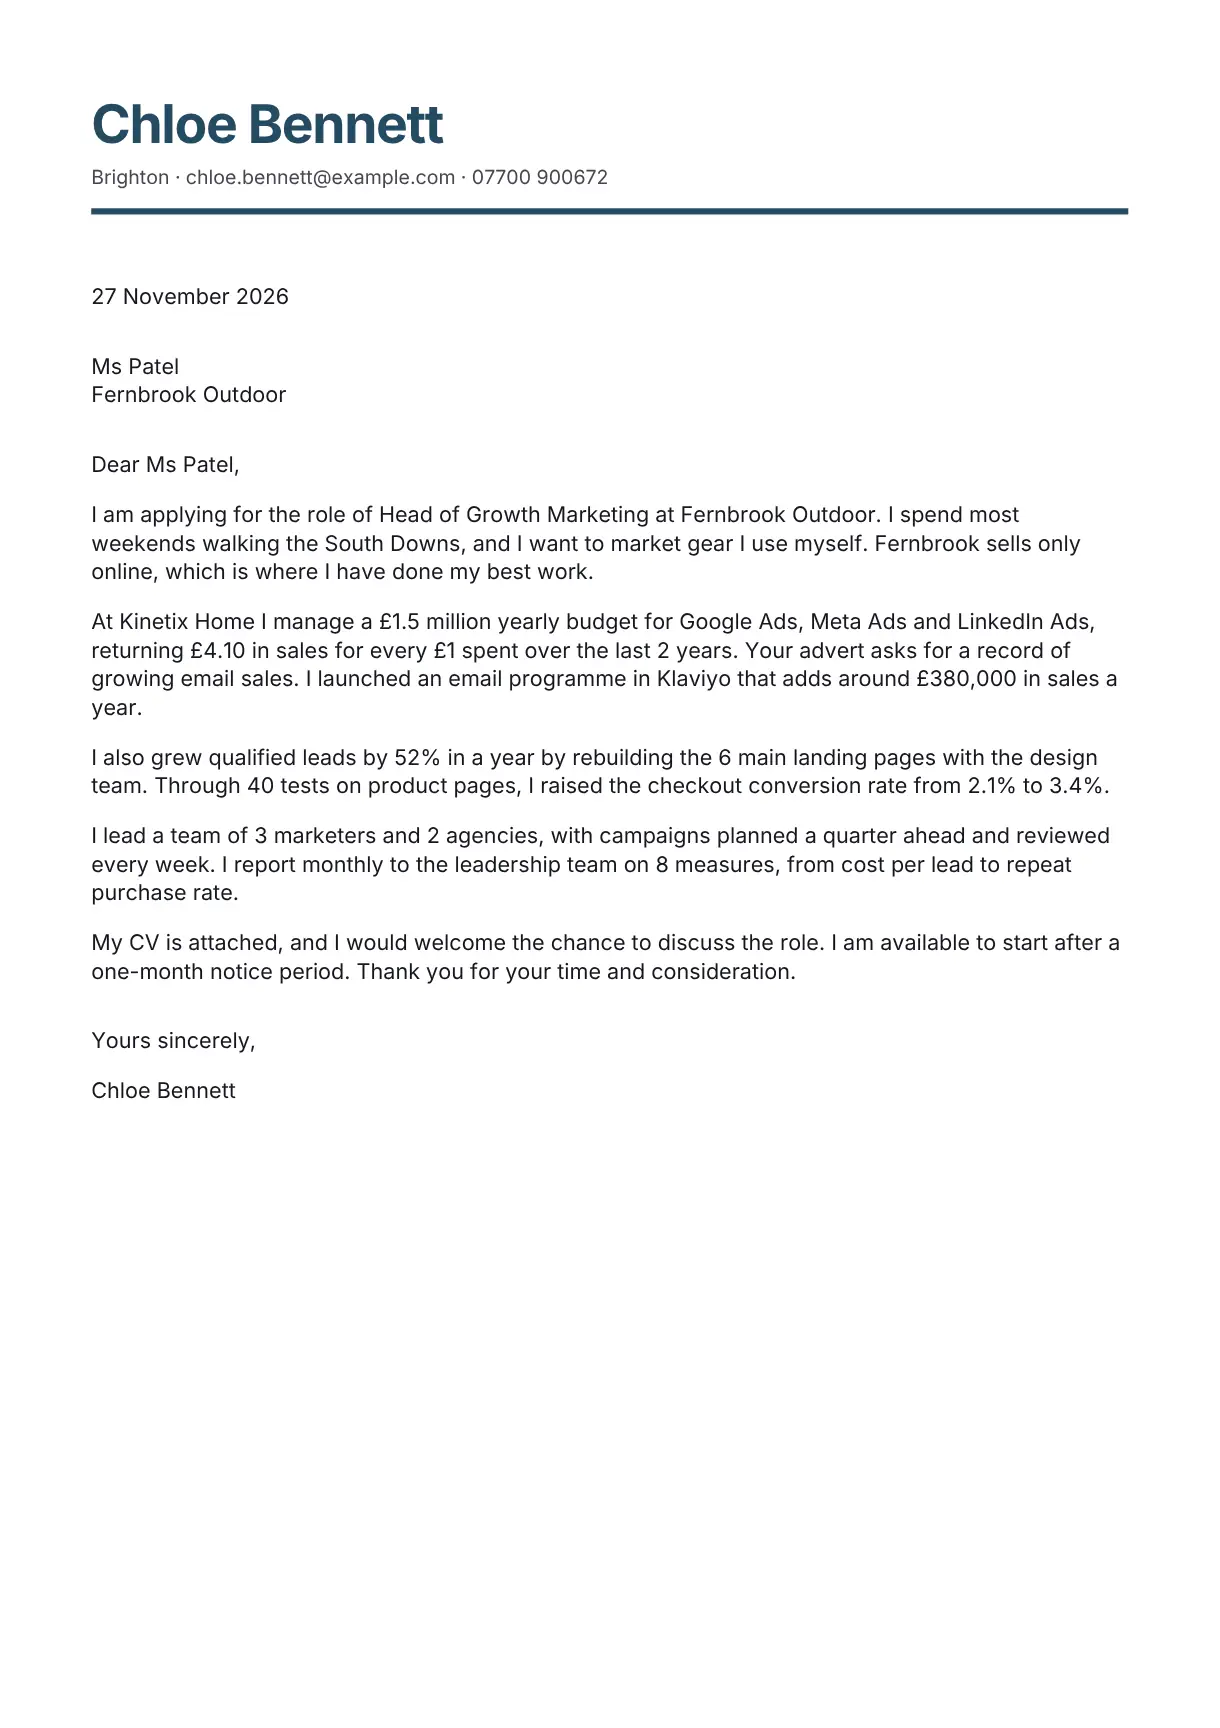 Chloe Bennett
Brighton · chloe.bennett@example.com · 07700 900672
27 November 2026
Ms Patel
Fernbrook Outdoor
Dear Ms Patel,
I am applying for the role of Head of Growth Marketing at Fernbrook Outdoor. I spend most
weekends walking the South Downs, and I want to market gear I use myself. Fernbrook sells only
online, which is where I have done my best work.
At Kinetix Home I manage a £1.5 million yearly budget for Google Ads, Meta Ads and LinkedIn Ads,
returning £4.10 in sales for every £1 spent over the last 2 years. Your advert asks for a record of
growing email sales. I launched an email programme in Klaviyo that adds around £380,000 in sales a
year.
I also grew qualified leads by 52% in a year by rebuilding the 6 main landing pages with the design
team. Through 40 tests on product pages, I raised the checkout conversion rate from 2.1% to 3.4%.
I lead a team of 3 marketers and 2 agencies, with campaigns planned a quarter ahead and reviewed
every week. I report monthly to the leadership team on 8 measures, from cost per lead to repeat
purchase rate.
My CV is attached, and I would welcome the chance to discuss the role. I am available to start after a
one-month notice period. Thank you for your time and consideration.
Yours sincerely,
Chloe Bennett